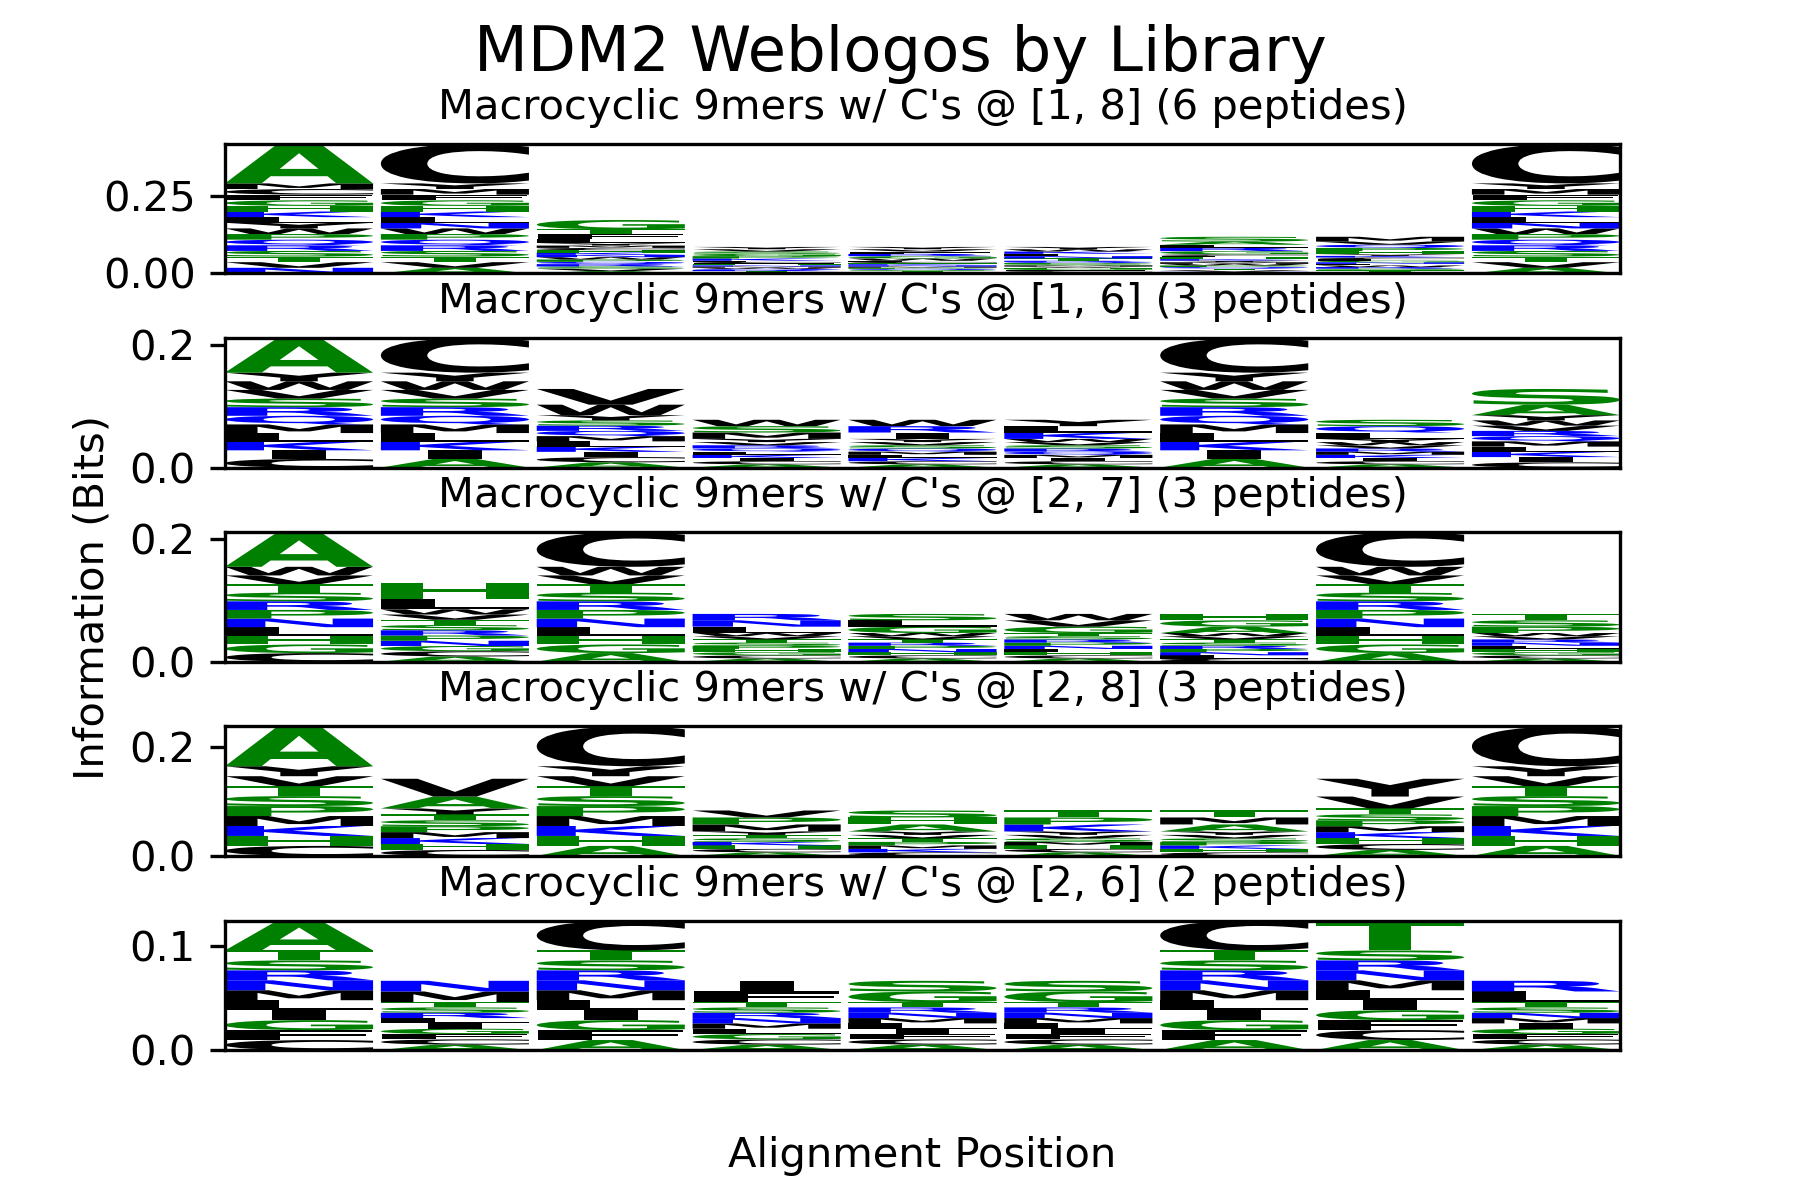 MDM2 Weblogos by Library
Macrocyclic 9mers w/ C's @ [1, 8] (6 peptides)
0.25
0.00
Macrocyclic 9mers w/ C's @ [1, 6] (3 peptides)
0.2
0.0
Macrocyclic 9mers w/ C's @ [2, 7] (3 peptides)
0.2
0.0
Macrocyclic 9mers w/ C's @ [2, 8] (3 peptides)
0.2
0.0
Macrocyclic 9mers w/ C's @ [2, 6] (2 peptides)
0.1
0.0
Information (Bits)
Alignment Position